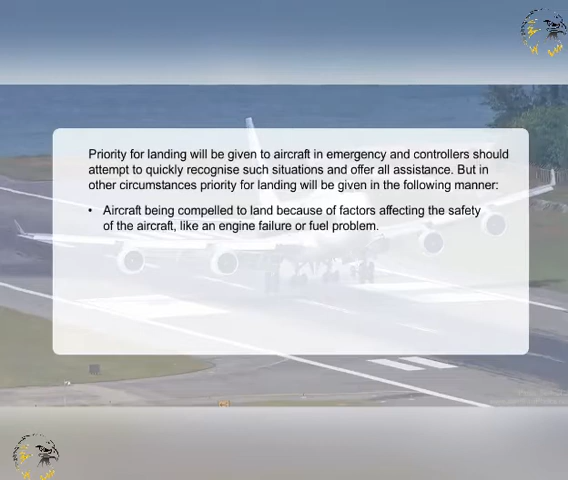 Priority for landing will be given to aircraft in emergency and controllers should
attempt to quickly recognise such situations and offer all assistance. But in
other circumstances priority for landing will be given in the following manner:
• Aircraft being compelled to land because of factors affecting the safety
of the aircraft, like an engine failure or fuel problem.